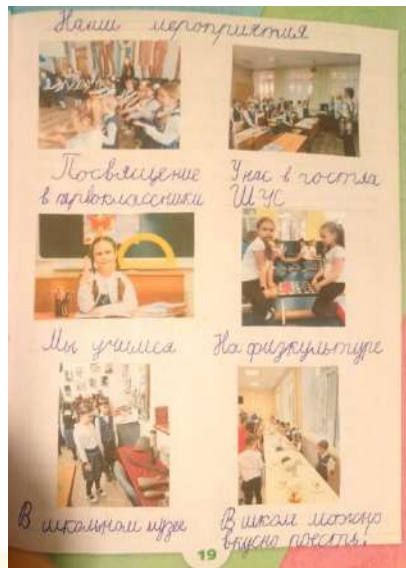 Наши мероприятия
Посвящение
в первоклассники
У нас в гостях
ШУС
Мы учимся
На физкультуре
В школьном музее
В школе можно
вкусно поесть!
19